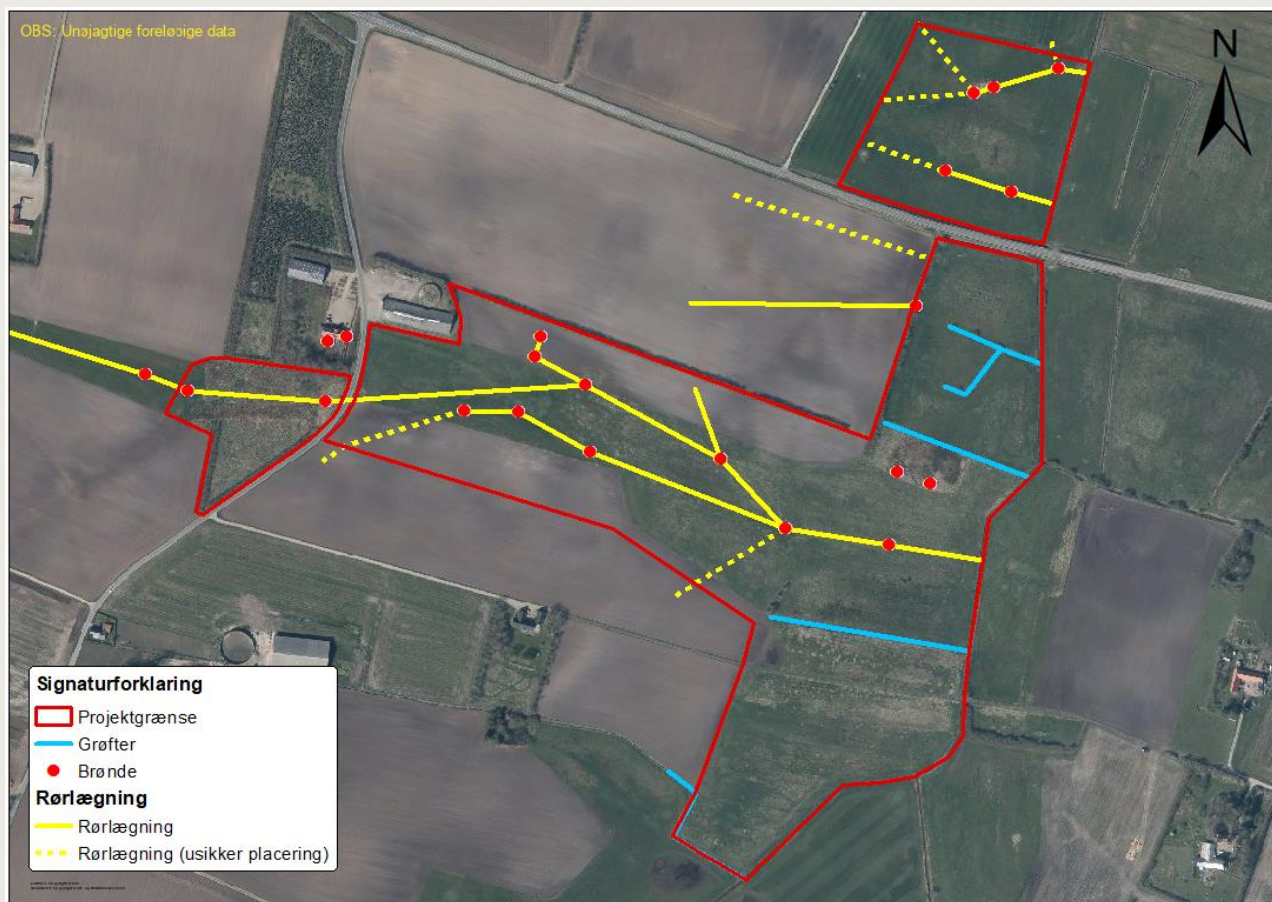 OBS: Unøjagtige foreløbige data
N
Signaturforklaring
Projektgrænse
Grøfter
Brønde
Rørlægning
Rørlægning
Rørlægning (usikker placering)